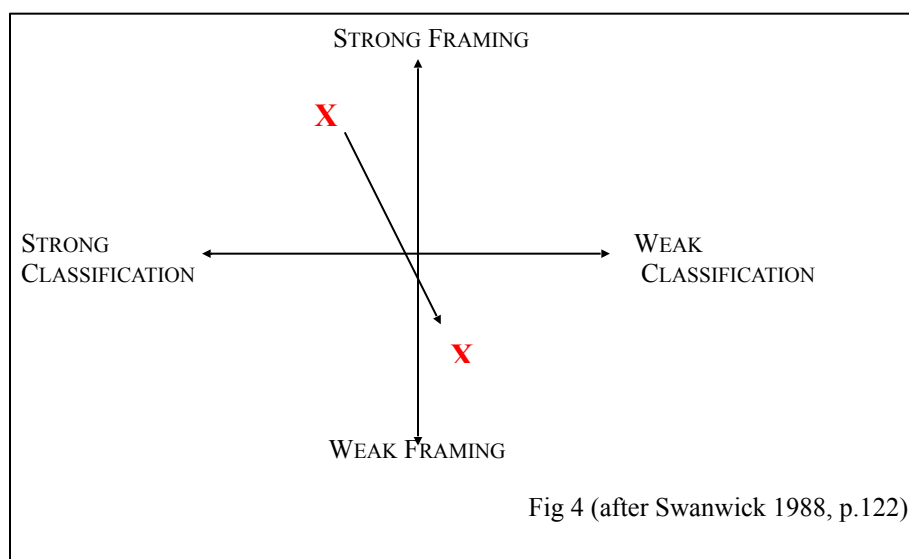 STRONG FRAMING
X
STRONG
CLASSIFICATION
WEAK
CLASSIFICATION
X
WEAK FRAMING
Fig 4 (after Swanwick 1988, p.122)